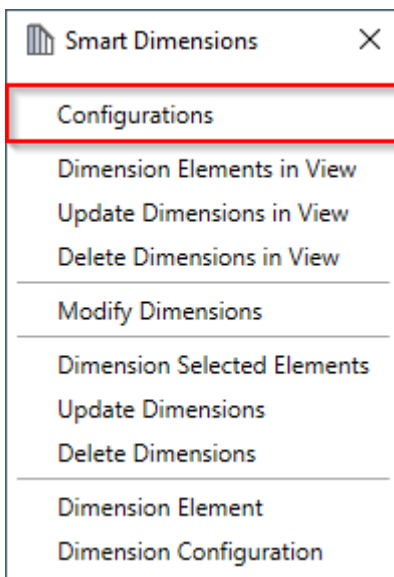 Smart Dimensions
Configurations
Dimension Elements in View
Update Dimensions in View
Delete Dimensions in View
Modify Dimensions
Dimension Selected Elements
Update Dimensions
Delete Dimensions
Dimension Element
Dimension Configuration